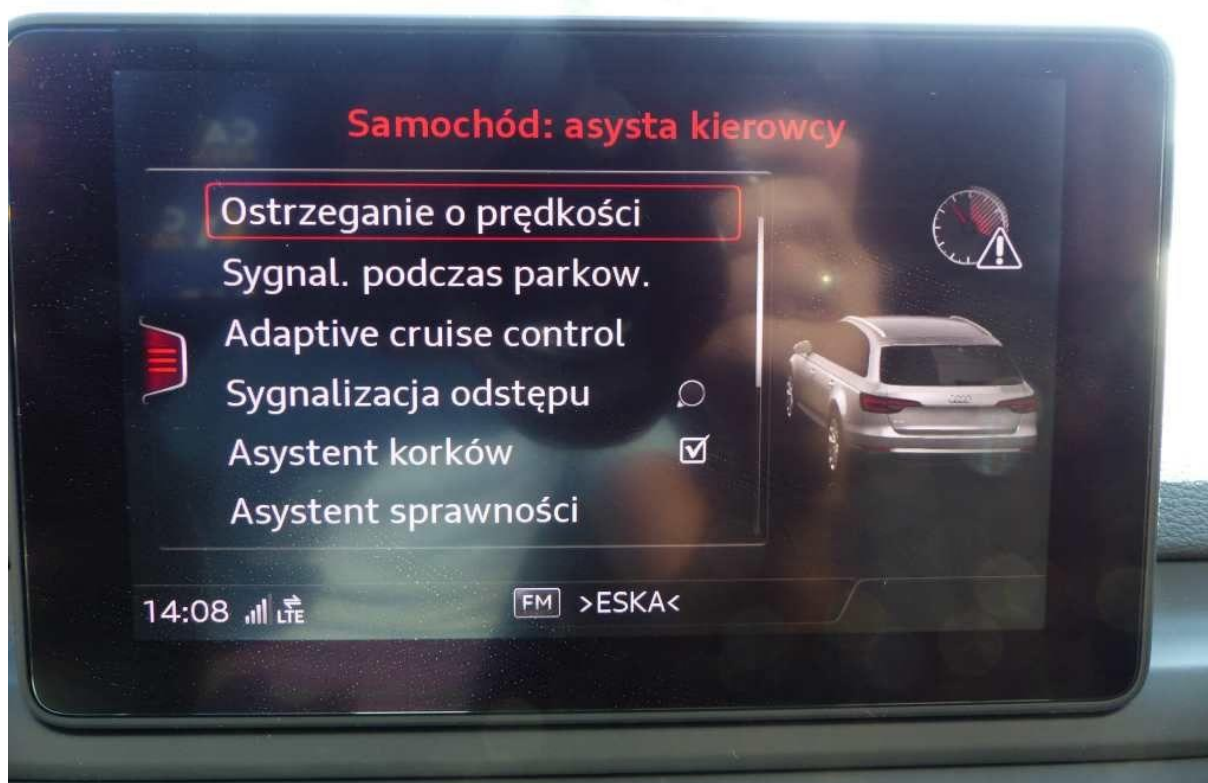 Samochód: asysta kierowcy
Ostrzeganie o prędkości
Sygnal. podczas parkow.
Adaptive cruise control
Sygnalizacja odstępu
Asystent korków
Asystent sprawności
14:08 LTE FM >ESKA<